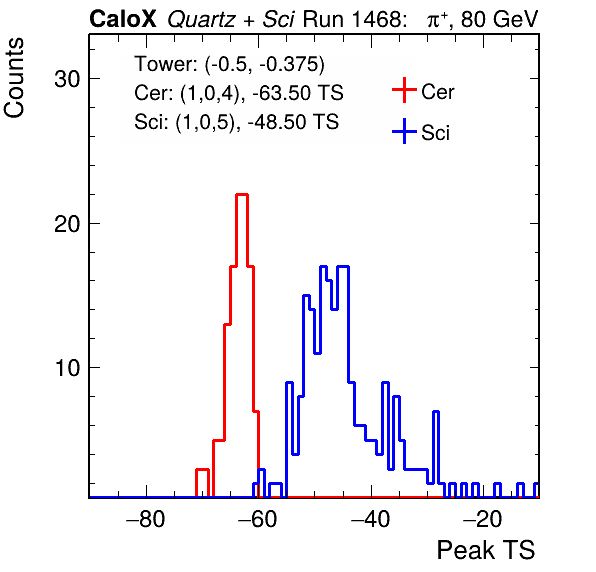 CaloX Quartz + Sci Run 1468: π⁺, 80 GeV
Counts
Tower: (-0.5, -0.375)
Cer: (1,0,4), -63.50 TS
Sci: (1,0,5), -48.50 TS
Cer
Sci
30
20
10
−80 −60 −40 −20
Peak TS